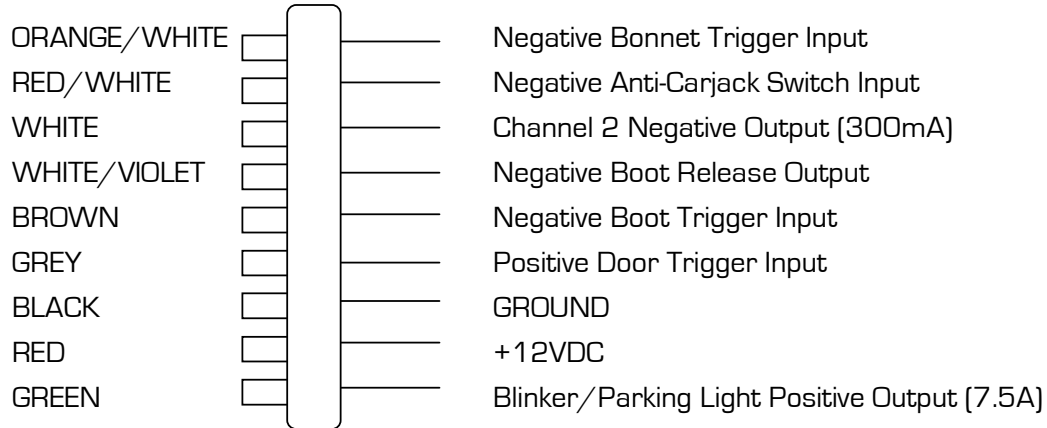 ORANGE/WHITE Negative Bonnet Trigger Input
RED/WHITE Negative Anti-Carjack Switch Input
WHITE Channel 2 Negative Output (300mA)
WHITE/VIOLET Negative Boot Release Output
BROWN Negative Boot Trigger Input
GREY Positive Door Trigger Input
BLACK GROUND
RED +12VDC
GREEN Blinker/Parking Light Positive Output (7.5A)